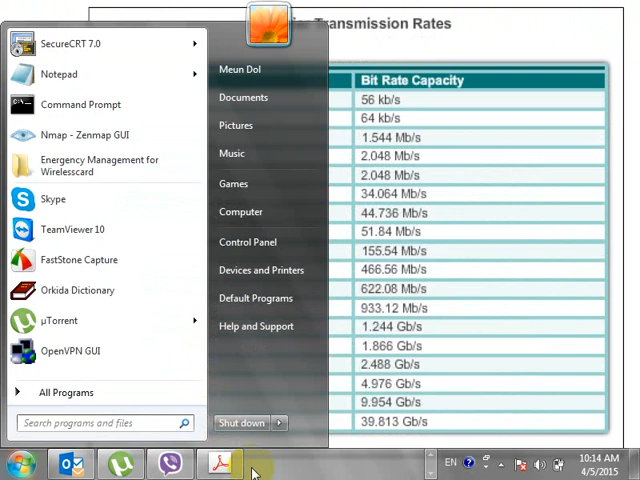 ier Transmission Rates
Bit Rate Capacity
56 kb/s
64 kb/s
1.544 Mb/s
2.048 Mb/s
2.048 Mb/s
34.064 Mb/s
44.736 Mb/s
51.84 Mb/s
155.54 Mb/s
466.56 Mb/s
622.08 Mb/s
933.12 Mb/s
1.244 Gb/s
1.866 Gb/s
2.488 Gb/s
4.976 Gb/s
9.954 Gb/s
39.813 Gb/s
SecureCRT 7.0
Notepad
Command Prompt
Nmap - Zenmap GUI
Energency Management for
Wirelesscard
Skype
TeamViewer 10
FastStone Capture
Orkida Dictionary
µTorrent
OpenVPN GUI
All Programs
Search programs and files
Meun Dol
Documents
Pictures
Music
Games
Computer
Control Panel
Devices and Printers
Default Programs
Help and Support
Shut down
EN
10:14 AM
4/5/2015